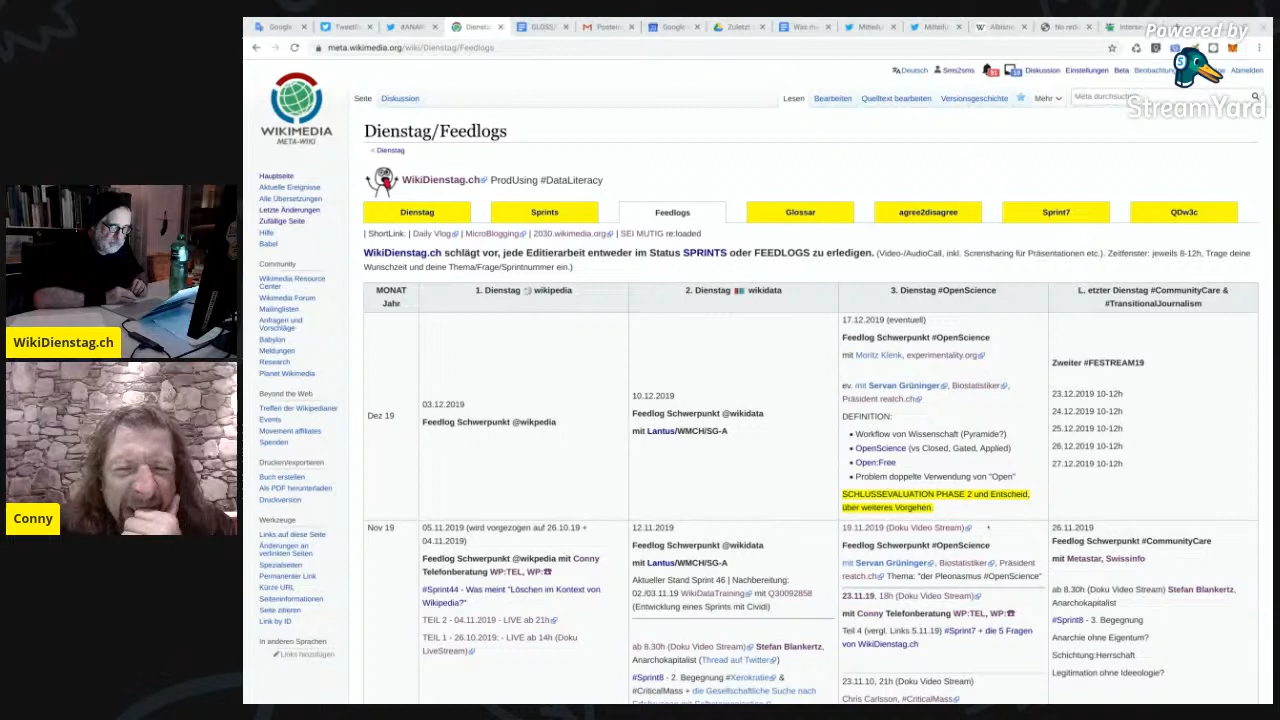 Google
meta.wikimedia.org/wiki/Dienstag/Feedlogs
Powered by
StreamYard
Deutsch Sms2sms Diskussion Einstellungen Beta Abmelden
Seite Diskussion
Lesen Bearbeiten Quelltext bearbeiten Versionsgeschichte Mehr
Meta durchsuchen
WIKIMEDIA
META-WIKI
Dienstag/Feedlogs
< Dienstag
WikiDienstag.ch ProdUsing #DataLiteracy
Dienstag Sprints Feedlogs Glossar agree2disagree Sprint7 QDw3c
| ShortLink: | Daily Vlog | MicroBlogging | 2030.wikimedia.org | SEI MUTIG re:loaded
WikiDienstag.ch schlägt vor, jede Editierarbeit entweder im Status SPRINTS oder FEEDLOGS zu erledigen. (Video-/AudioCall, inkl. Scrensharing für Präsentationen etc.). Zeitfenster: jeweils 8-12h, Trage deine
Wunschzeit und deine Thema/Frage/Sprintnummer ein.)
Hauptseite
Aktuelle Ereignisse
Alle Übersetzungen
Letzte Änderungen
Zufällige Seite
Hilfe
Babel
Community
Wikimedia Resource
Center
Wikimedia Forum
Mailinglisten
Anfragen und
Vorschläge
Babylon
Meldungen
Research
Planet Wikimedia
Beyond the Web
Treffen der Wikipedianer
Events
Movement affiliates
Spenden
Drucken/exportieren
Buch erstellen
Als PDF herunterladen
Druckversion
Werkzeuge
Links auf diese Seite
Änderungen an
verlinkten Seiten
Spezialseiten
Permanenter Link
Kürze URL
Seiteninformationen
Seite zitieren
Link by ID
In anderen Sprachen
Links hinzufügen
MONAT
Jahr
1. Dienstag wikipedia
2. Dienstag wikidata
3. Dienstag #OpenScience
L. etzter Dienstag #CommunityCare &
#TransitionalJournalism
Dez 19
03.12.2019
Feedlog Schwerpunkt @wikpedia
10.12.2019
Feedlog Schwerpunkt @wikidata
mit Lantus/WMCH/SG-A
17.12.2019 (eventuell)
Feedlog Schwerpunkt #OpenScience
mit Moritz Klenk, experimentality.org
ev. mit Servan Grüninger, Biostatistiker,
Präsident reatch.ch
DEFINITION:
• Workflow von Wissenschaft (Pyramide?)
• OpenScience (vs Closed, Gated, Applied)
• Open:Free
• Problem doppelte Verwendung von "Open"
SCHLUSSEVALUATION PHASE 2 und Entscheid,
über weiteres Vorgehen.
Zweiter #FESTREAM19
23.12.2019 10-12h
24.12.2019 10-12h
25.12.2019 10-12h
26.12.2019 10-12h
27.12.2019 10-12h
Nov 19
05.11.2019 (wird vorgezogen auf 26.10.19 +
04.11.2019)
Feedlog Schwerpunkt @wikpedia mit Conny
Telefonberatung WP:TEL, WP:☎
#Sprint44 - Was meint "Löschen im Kontext von
Wikipedia?"
TEIL 2 - 04.11.2019 - LIVE ab 21h
TEIL 1 - 26.10.2019: - LIVE ab 14h (Doku
LiveStream)
12.11.2019
Feedlog Schwerpunkt @wikidata
mit Lantus/WMCH/SG-A
Aktueller Stand Sprint 46 | Nachbereitung:
02./03.11.19 WikiDataTraining mit Q30092858
(Entwicklung eines Sprints mit Cividi)
ab 8.30h (Doku Video Stream) Stefan Blankertz,
Anarchokapitalist (Thread auf Twitter)
#Sprint8 - 2. Begegnung #Xerokratie &
#CriticalMass + die Gesellschaftliche Suche nach
19.11.2019 (Doku Video Stream)
Feedlog Schwerpunkt #OpenScience
mit Servan Grüninger, Biostatistiker, Präsident
reatch.ch Thema: "der Pleonasmus #OpenScience"
23.11.19, 18h (Doku Video Stream)
mit Conny Telefonberatung WP:TEL, WP:☎
Teil 4 (vergl. Links 5.11.19) #Sprint7 + die 5 Fragen
von WikiDienstag.ch
23.11.10, 21h (Doku Video Stream)
Chris Carlsson, #CriticalMass
26.11.2019
Feedlog Schwerpunkt #CommunityCare
mit Metastar, Swissinfo
ab 8.30h (Doku Video Stream) Stefan Blankertz,
Anarchokapitalist
#Sprint8 - 3. Begegnung
Anarchie ohne Eigentum?
Schichtung:Herrschaft
Legitimation ohne Ideeologie?
WikiDienstag.ch
Conny